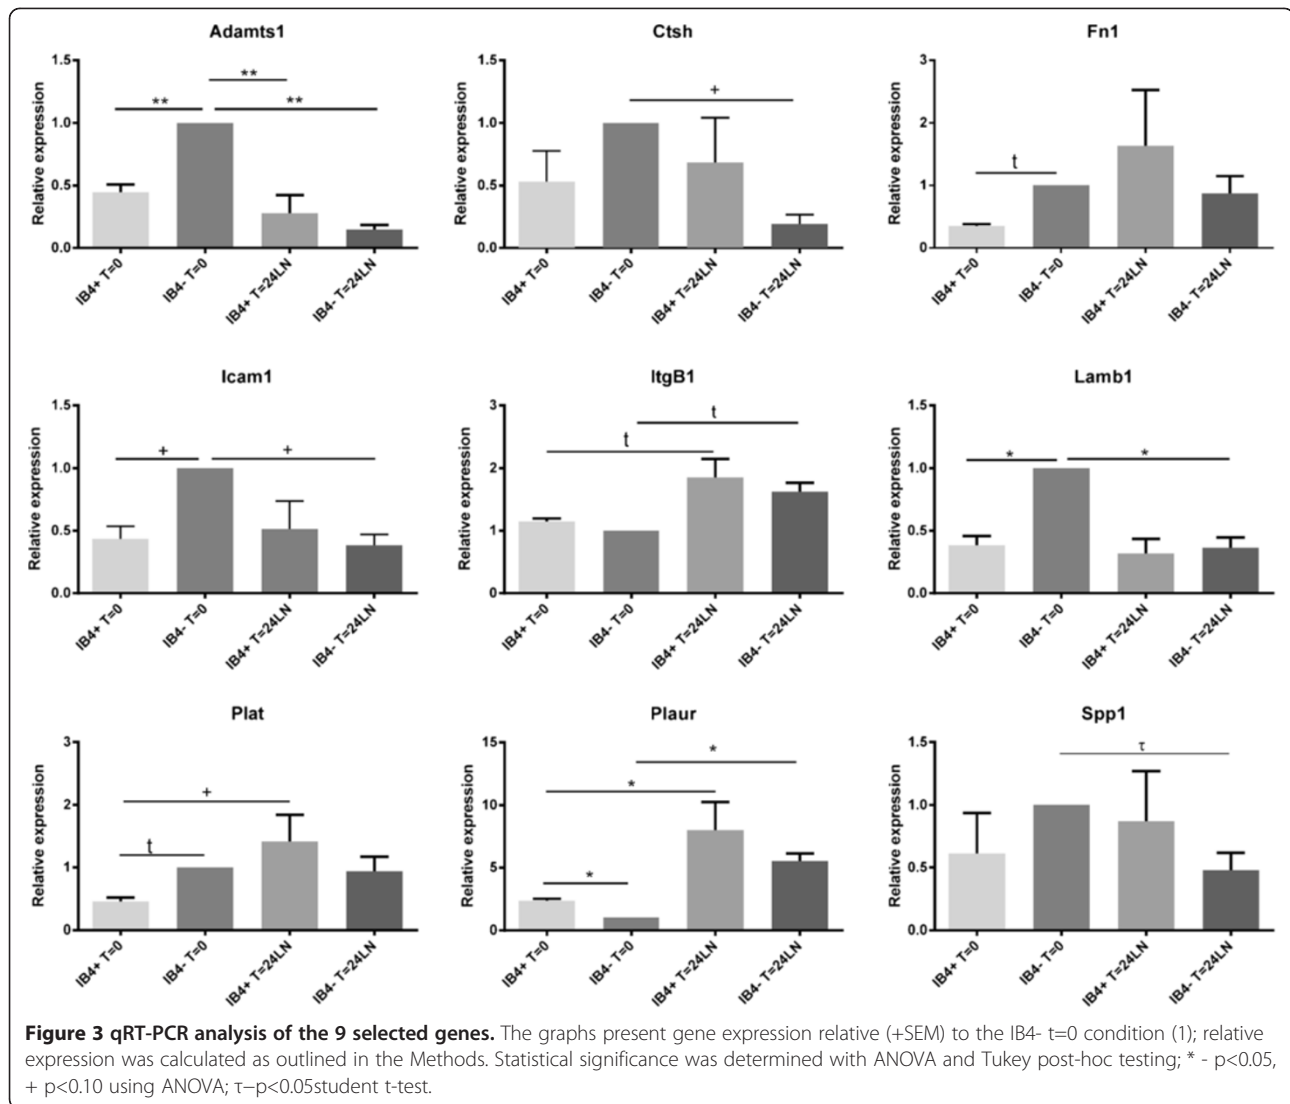 Adamts1
Relative expression
1.5
1.0
0.5
0.0
**
**
**
IB4+ T=0
IB4- T=0
IB4+ T=24LN
IB4- T=24LN
Ctsh
Relative expression
1.5
1.0
0.5
0.0
+
IB4+ T=0
IB4- T=0
IB4+ T=24LN
IB4- T=24LN
Fn1
Relative expression
3
2
1
0
t
IB4+ T=0
IB4- T=0
IB4+ T=24LN
IB4- T=24LN
Icam1
Relative expression
1.5
1.0
0.5
0.0
+
+
IB4+ T=0
IB4- T=0
IB4+ T=24LN
IB4- T=24LN
ItgB1
Relative expression
3
2
1
0
t
t
IB4+ T=0
IB4- T=0
IB4+ T=24LN
IB4- T=24LN
Lamb1
Relative expression
1.5
1.0
0.5
0.0
*
*
IB4+ T=0
IB4- T=0
IB4+ T=24LN
IB4- T=24LN
Plat
Relative expression
3
2
1
0
+
t
IB4+ T=0
IB4- T=0
IB4+ T=24LN
IB4- T=24LN
Plaur
Relative expression
15
10
5
0
*
*
*
IB4+ T=0
IB4- T=0
IB4+ T=24LN
IB4- T=24LN
Spp1
Relative expression
1.5
1.0
0.5
0.0
τ
IB4+ T=0
IB4- T=0
IB4+ T=24LN
IB4- T=24LN
Figure 3 qRT-PCR analysis of the 9 selected genes. The graphs present gene expression relative (+SEM) to the IB4- t=0 condition (1); relative
expression was calculated as outlined in the Methods. Statistical significance was determined with ANOVA and Tukey post-hoc testing; * - p<0.05,
+ p<0.10 using ANOVA; τ−p<0.05student t-test.